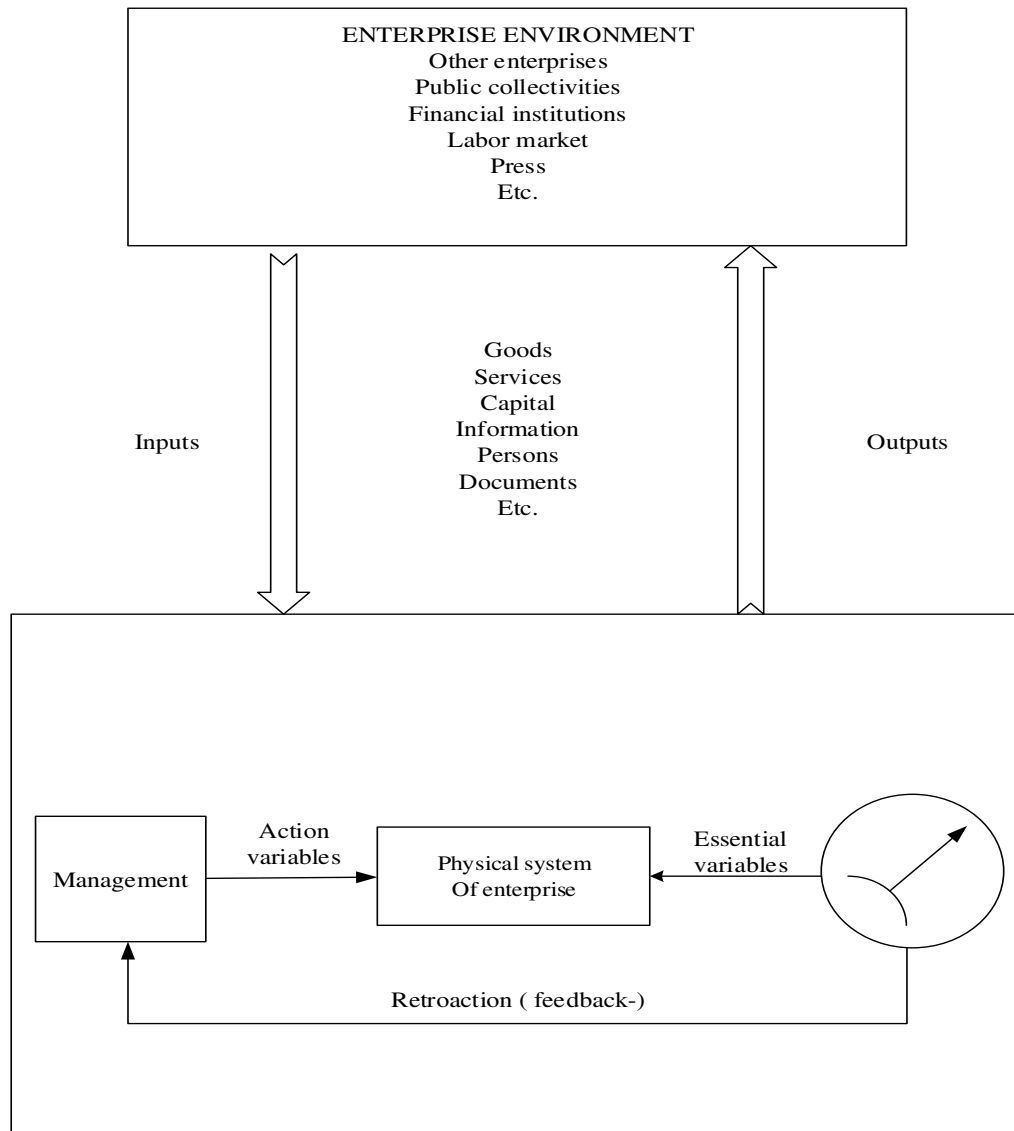 ENTERPRISE ENVIRONMENT
Other enterprises
Public collectivities
Financial institutions
Labor market
Press
Etc.
Goods
Services
Capital
Information
Persons
Documents
Etc.
Inputs
Outputs
Management
Action
variables
Physical system
Of enterprise
Essential
variables
Retroaction ( feedback-)